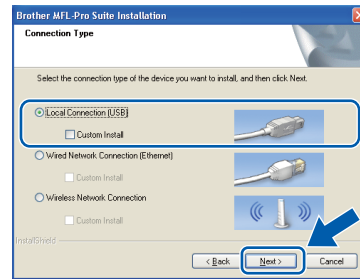 Brother MFL-Pro Suite Installation
Connection Type
Select the connection type of the device you want to install, and then click Next.
Local Connection (USB)
Custom Install
Wired Network Connection (Ethernet)
Custom Install
Wireless Network Connection
Custom Install
InstallShield
< Back Next > Cancel